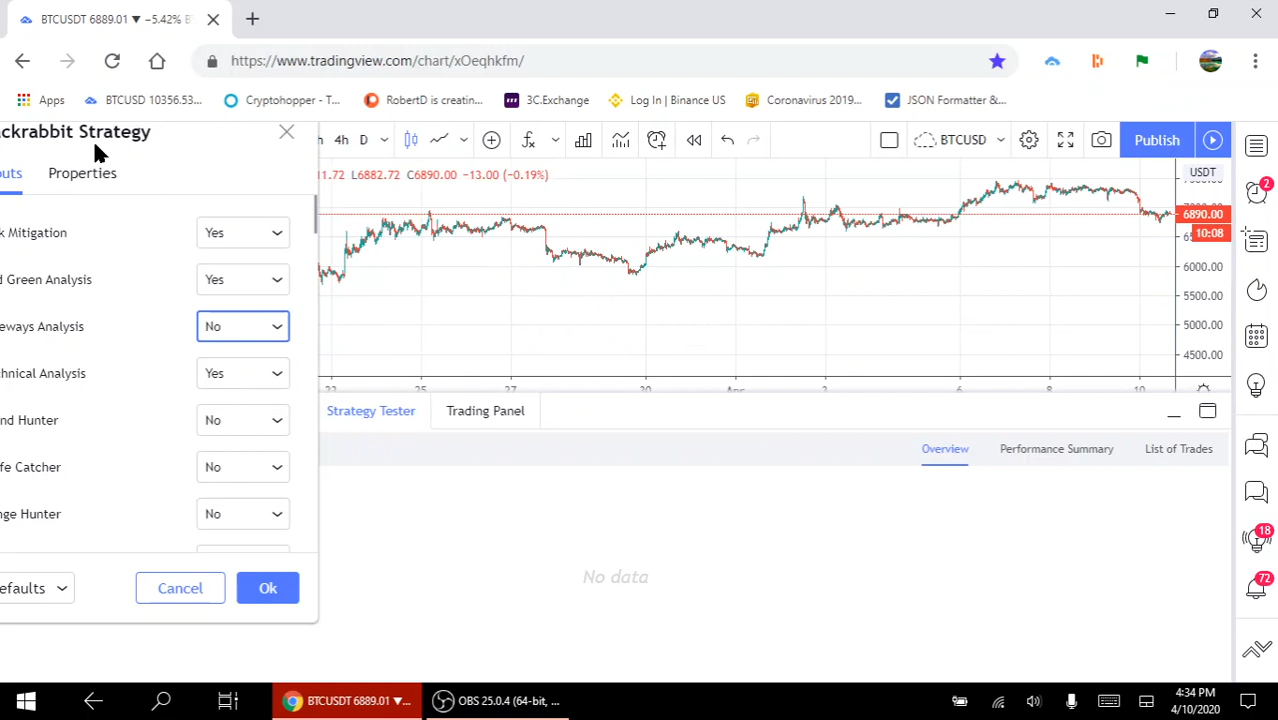 BTCUSDT 6889.01 ▼ −5.42%
https://www.tradingview.com/chart/xOeqhkfm/
Apps BTCUSD 10356.53... Cryptohopper - T... RobertD is creatin... 3C.Exchange Log In | Binance US Coronavirus 2019... JSON Formatter &...
ckrabbit Strategy
4h D BTCUSD Publish
uts Properties
11.72 L6882.72 C6890.00 −13.00 (−0.19%)
USDT
6890.00
10:08
6000.00
5500.00
5000.00
4500.00
25 27 30 Apr 3 6 8 10
k Mitigation Yes
d Green Analysis Yes
eways Analysis No
hnical Analysis Yes
nd Hunter No
fe Catcher No
nge Hunter No
efaults Cancel Ok
Strategy Tester Trading Panel
Overview Performance Summary List of Trades
No data
2
18
72
BTCUSDT 6889.01 ▼... OBS 25.0.4 (64-bit, ...
4:34 PM
4/10/2020